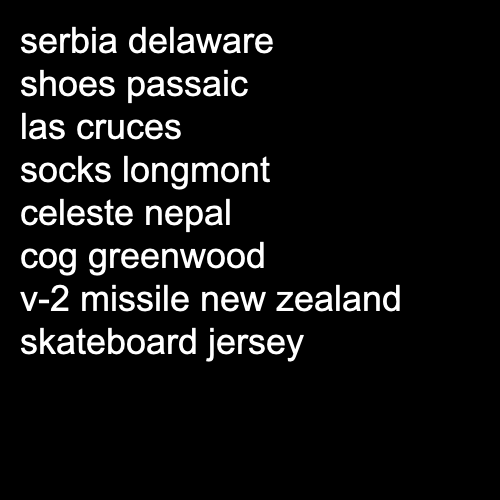 serbia delaware
shoes passaic
las cruces
socks longmont
celeste nepal
cog greenwood
v-2 missile new zealand
skateboard jersey